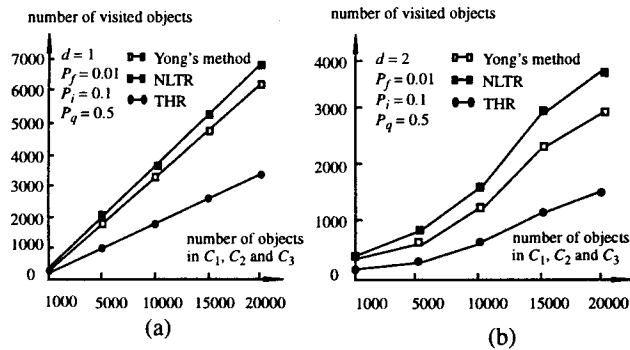 number of visited objects
7000
6000
5000
4000
3000
2000
1000
0
d = 1
P_f = 0.01
P_i = 0.1
P_q = 0.5
Yong's method
NLTR
THR
number of objects
in C_1, C_2 and C_3
1000 5000 10000 15000 20000
(a)
number of visited objects
4000
3000
2000
1000
0
d = 2
P_f = 0.01
P_i = 0.1
P_q = 0.5
Yong's method
NLTR
THR
number of objects
in C_1, C_2 and C_3
1000 5000 10000 15000 20000
(b)